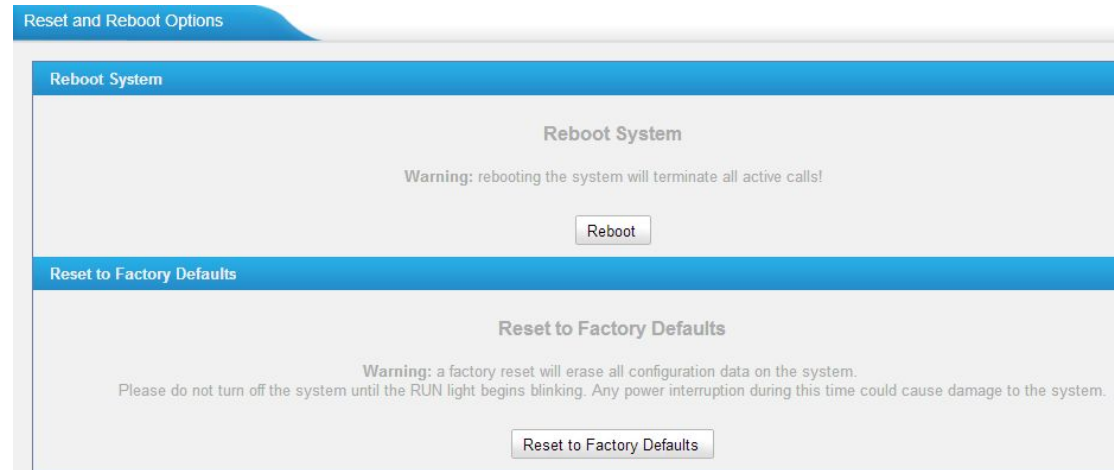 Reset and Reboot Options
Reboot System
Reboot System
Warning: rebooting the system will terminate all active calls!
Reboot
Reset to Factory Defaults
Reset to Factory Defaults
Warning: a factory reset will erase all configuration data on the system.
Please do not turn off the system until the RUN light begins blinking. Any power interruption during this time could cause damage to the system.
Reset to Factory Defaults